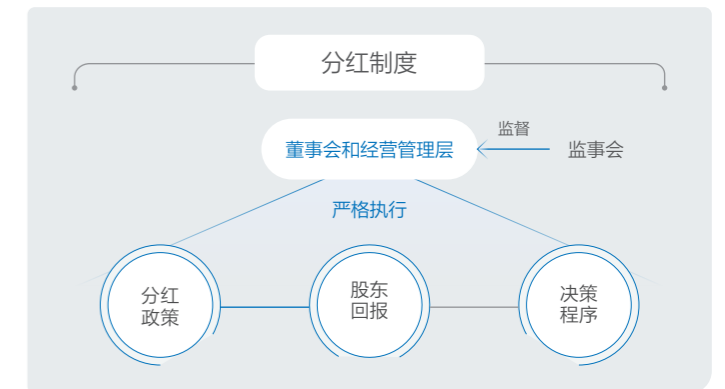 分红制度
监督
董事会和经营管理层
监事会
严格执行
分红
政策
股东
回报
决策
程序